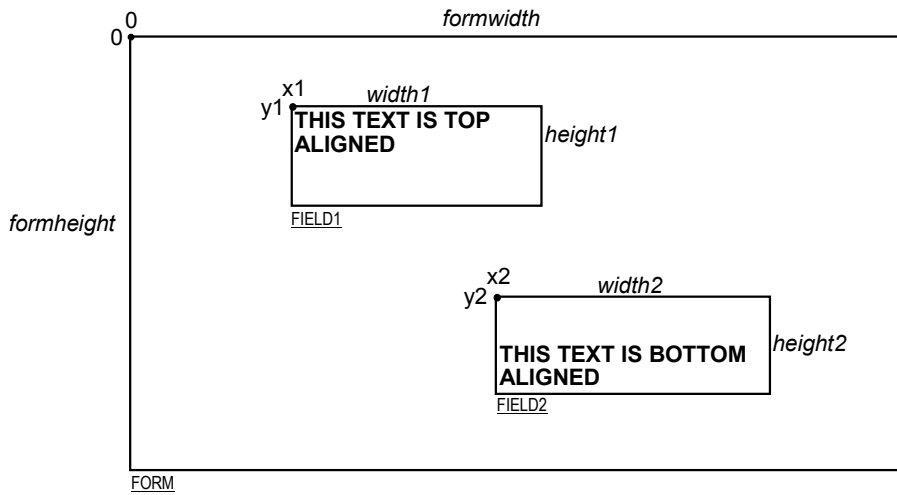 0
formwidth
0
x1
width1
y1
THIS TEXT IS TOP
ALIGNED
height1
FIELD1
formheight
x2
width2
y2
THIS TEXT IS BOTTOM
ALIGNED
height2
FIELD2
FORM